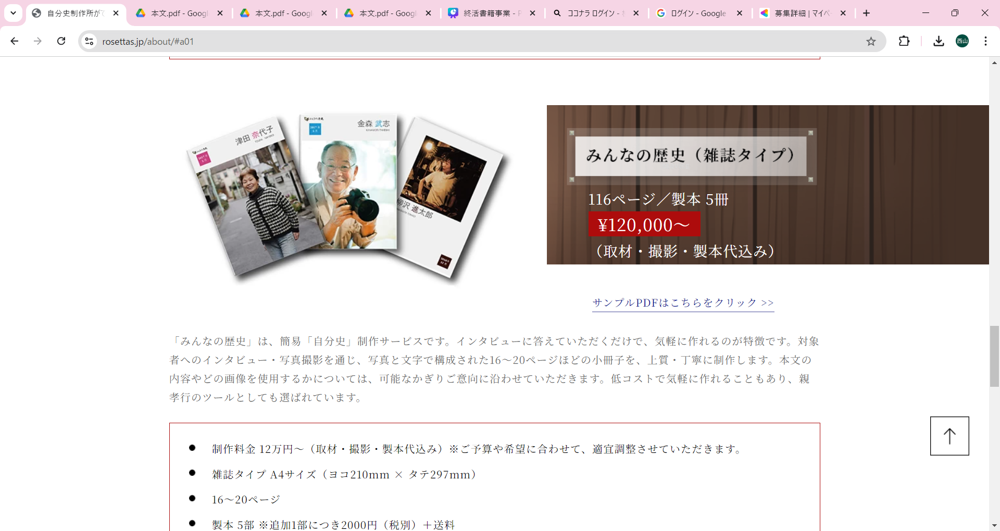 自分史制作所がて
本文.pdf - Googl
本文.pdf - Googl
本文.pdf - Googl
終活書籍事業 - P
ココナラ ログイン - 検
ログイン - Google
募集詳細 | マイペー
rosettas.jp/about/#a01
西山
津田 奈代子
みんなの歴史
金森 武志
柳沢 進太郎
みんなの歴史（雑誌タイプ）
116ページ／製本 5冊
¥120,000〜
（取材・撮影・製本代込み）
サンプルPDFはこちらをクリック >>
「みんなの歴史」は、簡易「自分史」制作サービスです。インタビューに答えていただくだけで、気軽に作れるのが特徴です。対象
者へのインタビュー・写真撮影を通じ、写真と文字で構成された16〜20ページほどの小冊子を、上質・丁寧に制作します。本文の
内容やどの画像を使用するかについては、可能なかぎりご意向に沿わせていただきます。低コストで気軽に作れることもあり、親
孝行のツールとしても選ばれています。
制作料金 12万円〜（取材・撮影・製本代込み）※ご予算や希望に合わせて、適宜調整させていただきます。
雑誌タイプ A4サイズ（ヨコ210mm × タテ297mm）
16〜20ページ
製本 5部 ※追加1部につき2000円（税別）＋送料